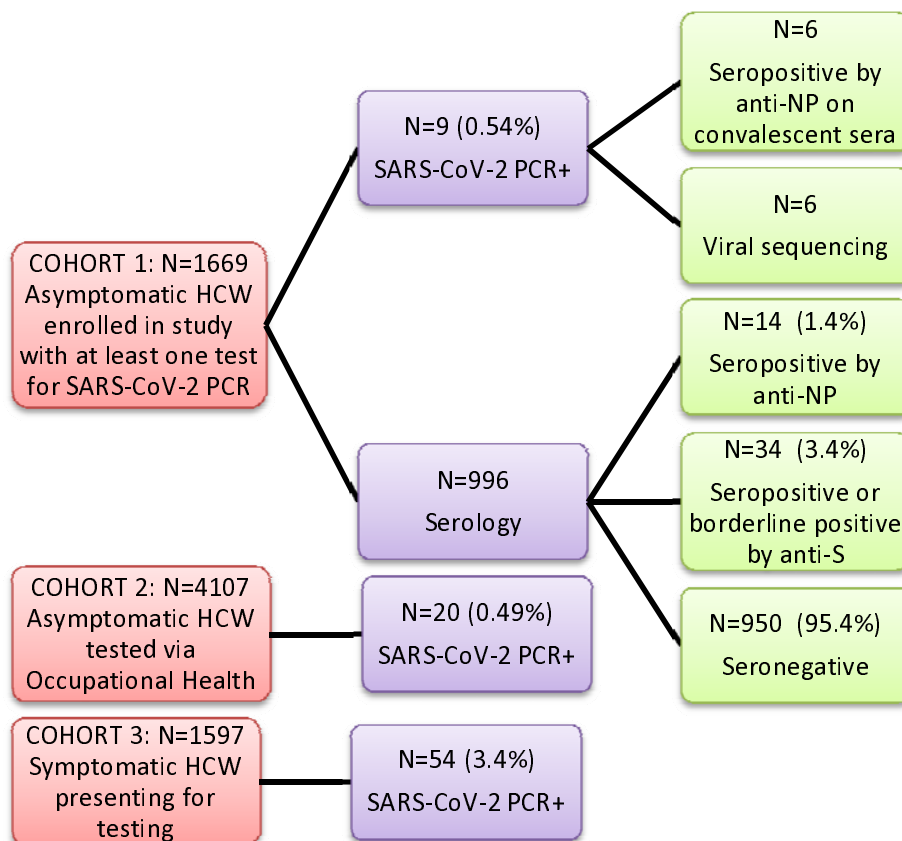 COHORT 1: N=1669
Asymptomatic HCW
enrolled in study
with at least one test
for SARS-CoV-2 PCR
N=9 (0.54%)
SARS-CoV-2 PCR+
N=6
Seropositive by
anti-NP on
convalescent sera
N=6
Viral sequencing
N=996
Serology
N=14 (1.4%)
Seropositive by
anti-NP
N=34 (3.4%)
Seropositive or
borderline positive
by anti-S
N=950 (95.4%)
Seronegative
COHORT 2: N=4107
Asymptomatic HCW
tested via
Occupational Health
N=20 (0.49%)
SARS-CoV-2 PCR+
COHORT 3: N=1597
Symptomatic HCW
presenting for
testing
N=54 (3.4%)
SARS-CoV-2 PCR+